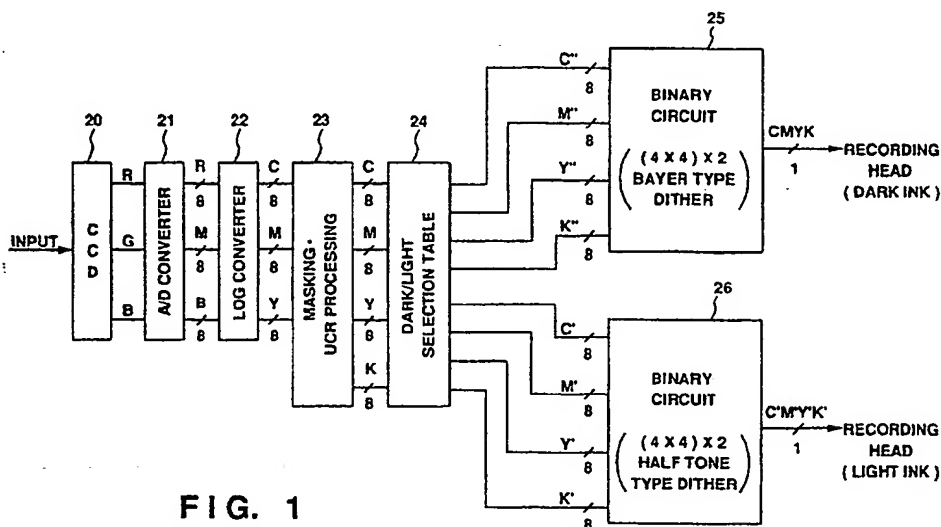 25
C" 8
BINARY
CIRCUIT
M" 8
( 4 X 4 ) X 2
BAYER TYPE
DITHER
CMYK
1
RECORDING
HEAD
( DARK INK )
Y" 8
K" 8
20 21 22 23 24
INPUT
CCD
R
G
B
A/D CONVERTER
R 8
M 8
B 8
LOG CONVERTER
C 8
M 8
Y 8
MASKING•
UCR PROCESSING
C 8
M 8
Y 8
K 8
DARK/LIGHT
SELECTION TABLE
26
C' 8
BINARY
CIRCUIT
M' 8
( 4 X 4 ) X 2
HALF TONE
TYPE DITHER
C'M'Y'K'
1
RECORDING
HEAD
( LIGHT INK )
Y' 8
K' 8
FIG. 1